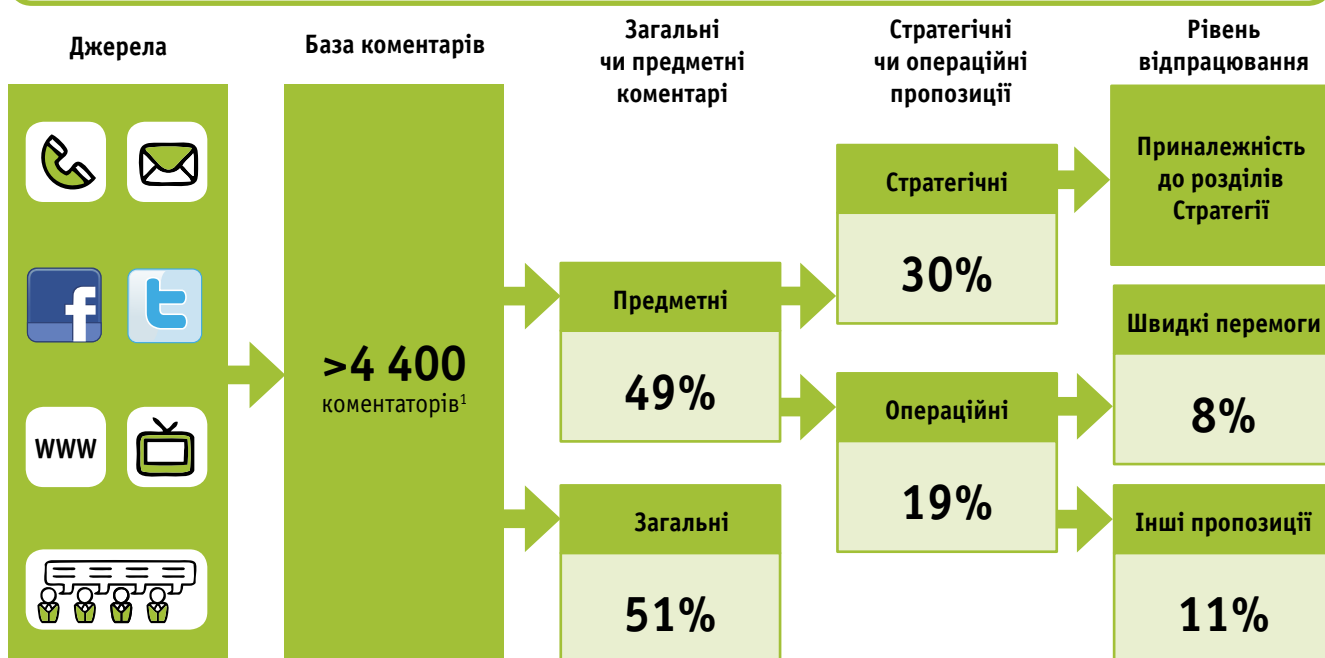 Джерела
База коментарів
Загальні
чи предметні
коментарі
Стратегічні
чи операційні
пропозиції
Рівень
відпрацювання
WWW
>4 400
коментаторів¹
Предметні
49%
Загальні
51%
Стратегічні
30%
Операційні
19%
Приналежність
до розділів
Стратегії
Швидкі перемоги
8%
Інші пропозиції
11%